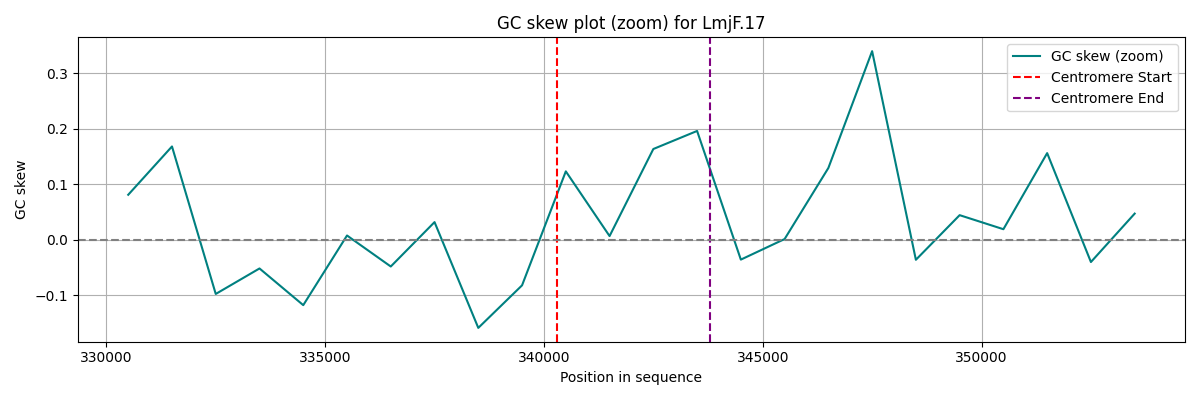 GC skew plot (zoom) for LmjF.17
GC skew (zoom)
Centromere Start
Centromere End
GC skew
0.3
0.2
0.1
0.0
−0.1
330000
335000
340000
345000
350000
Position in sequence